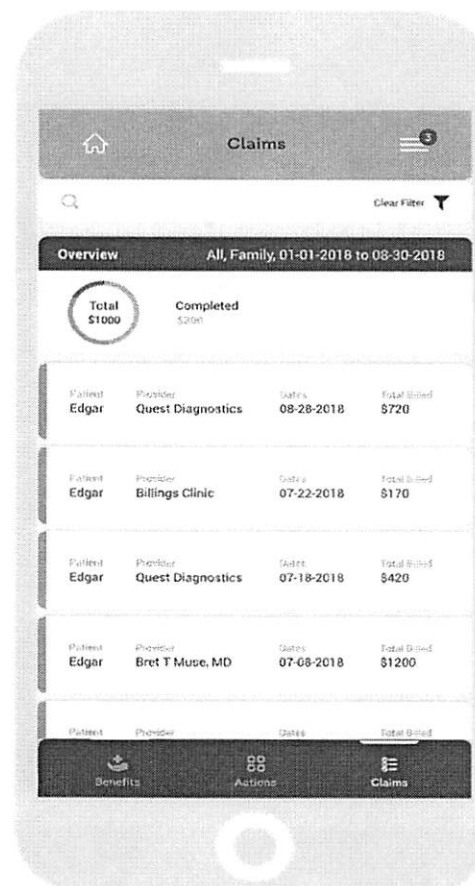 Claims
3
Clear Filter
Overview All, Family, 01-01-2018 to 08-30-2018
Total Completed
$1000 $200
Patient Provider Dates Total Billed
Edgar Quest Diagnostics 08-28-2018 $720
Patient Provider Dates Total Billed
Edgar Billings Clinic 07-22-2018 $170
Patient Provider Dates Total Billed
Edgar Quest Diagnostics 07-18-2018 $420
Patient Provider Dates Total Billed
Edgar Bret T Muse, MD 07-08-2018 $1200
Patient Provider Dates Total Billed
Benefits Actions Claims